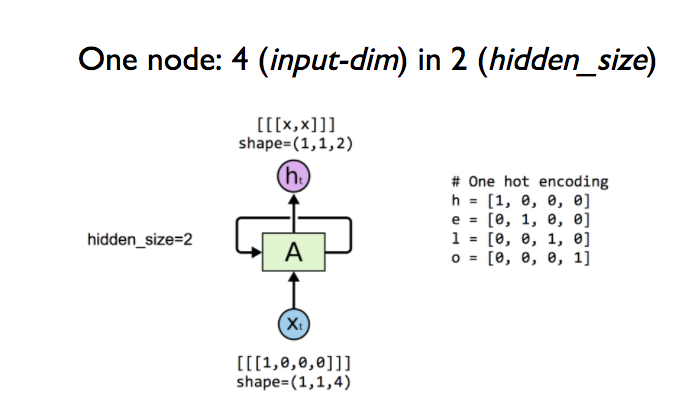 One node: 4 (input-dim) in 2 (hidden_size)
[[[x,x]]]
shape=(1,1,2)
ht
hidden_size=2
A
Xt
[[[1,0,0,0]]]
shape=(1,1,4)
# One hot encoding
h = [1, 0, 0, 0]
e = [0, 1, 0, 0]
l = [0, 0, 1, 0]
o = [0, 0, 0, 1]